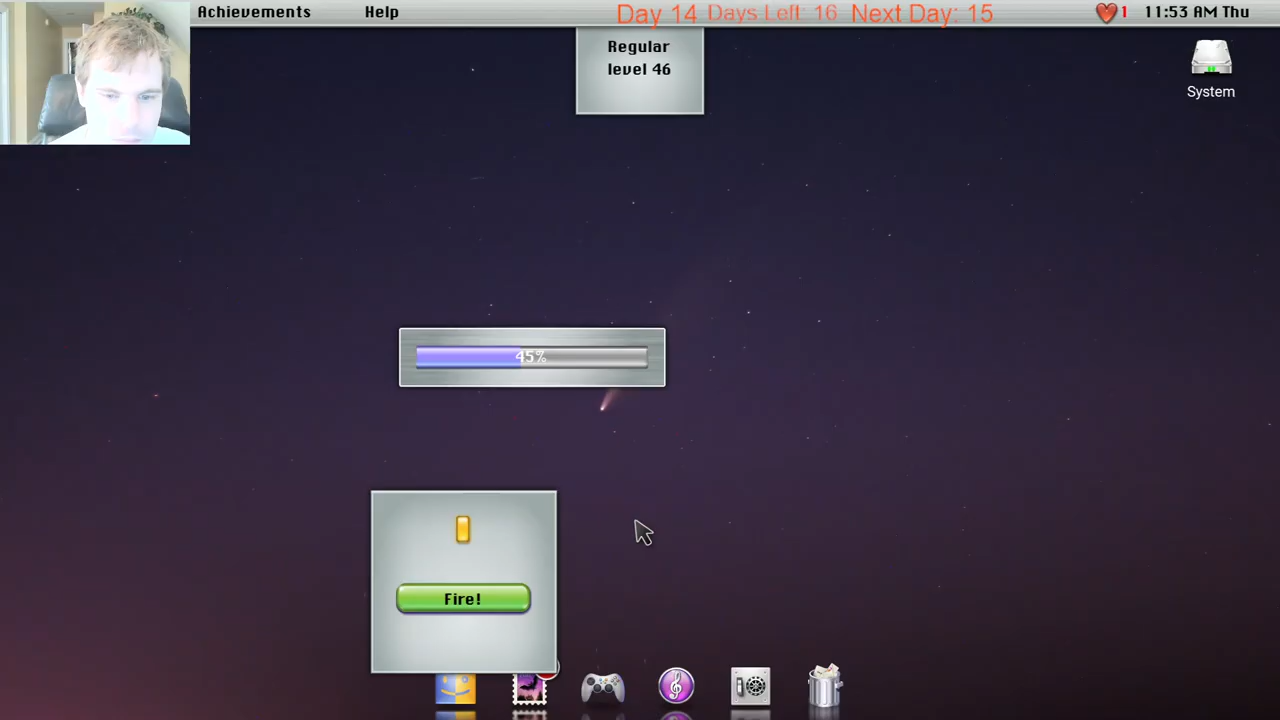 Achievements Help Day 14 Days Left: 16 Next Day: 15 1 11:53 AM Thu
Regular
level 46
System
45%
Fire!